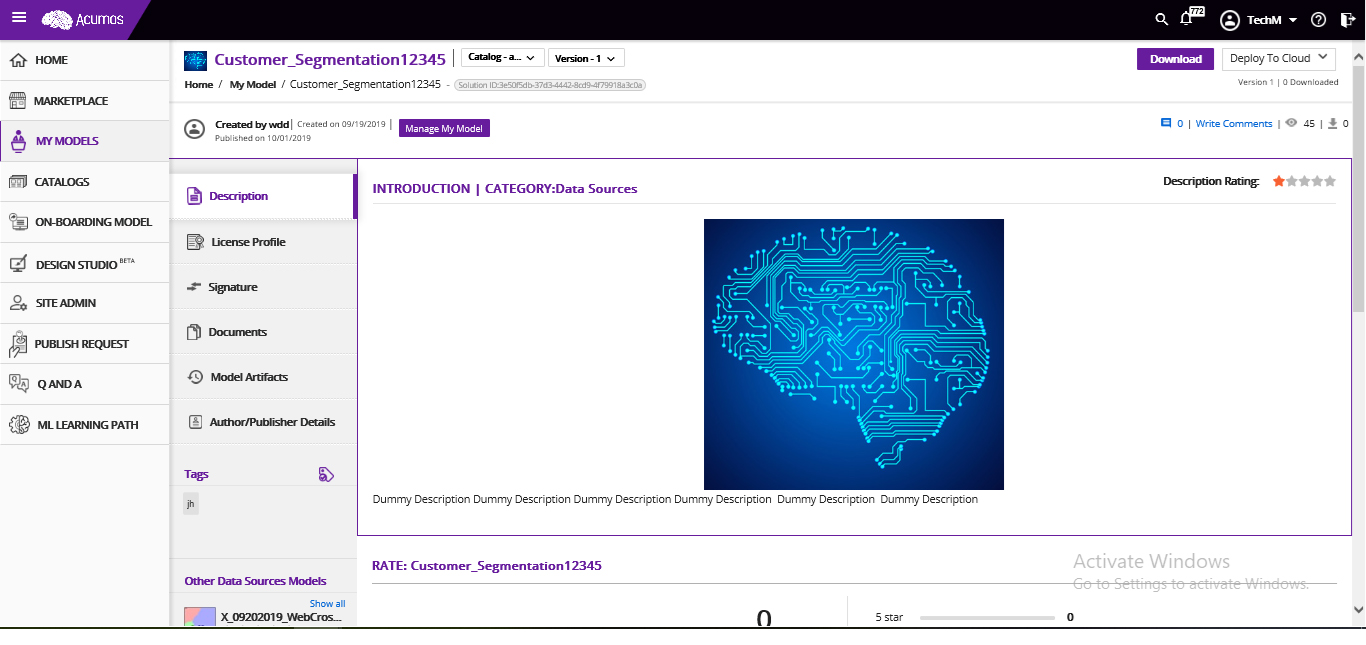 Acumos
772
TechM
HOME
MARKETPLACE
MY MODELS
CATALOGS
ON-BOARDING MODEL
DESIGN STUDIO BETA
SITE ADMIN
PUBLISH REQUEST
Q AND A
ML LEARNING PATH
Customer_Segmentation12345
Catalog - a...
Version - 1
Download
Deploy To Cloud
Home / My Model / Customer_Segmentation12345 - Solution ID:3e50f5db-37d3-4442-8cd9-4f79918a3c0a
Version 1 | 0 Downloaded
Created by wdd | Created on 09/19/2019 |
Published on 10/01/2019
Manage My Model
0 | Write Comments | 45 | 0
Description
License Profile
Signature
Documents
Model Artifacts
Author/Publisher Details
Tags
jh
Other Data Sources Models
Show all
X_09202019_WebCros...
INTRODUCTION | CATEGORY:Data Sources
Description Rating:
Dummy Description Dummy Description Dummy Description Dummy Description Dummy Description Dummy Description
RATE: Customer_Segmentation12345
0
5 star
0
Activate Windows
Go to Settings to activate Windows.